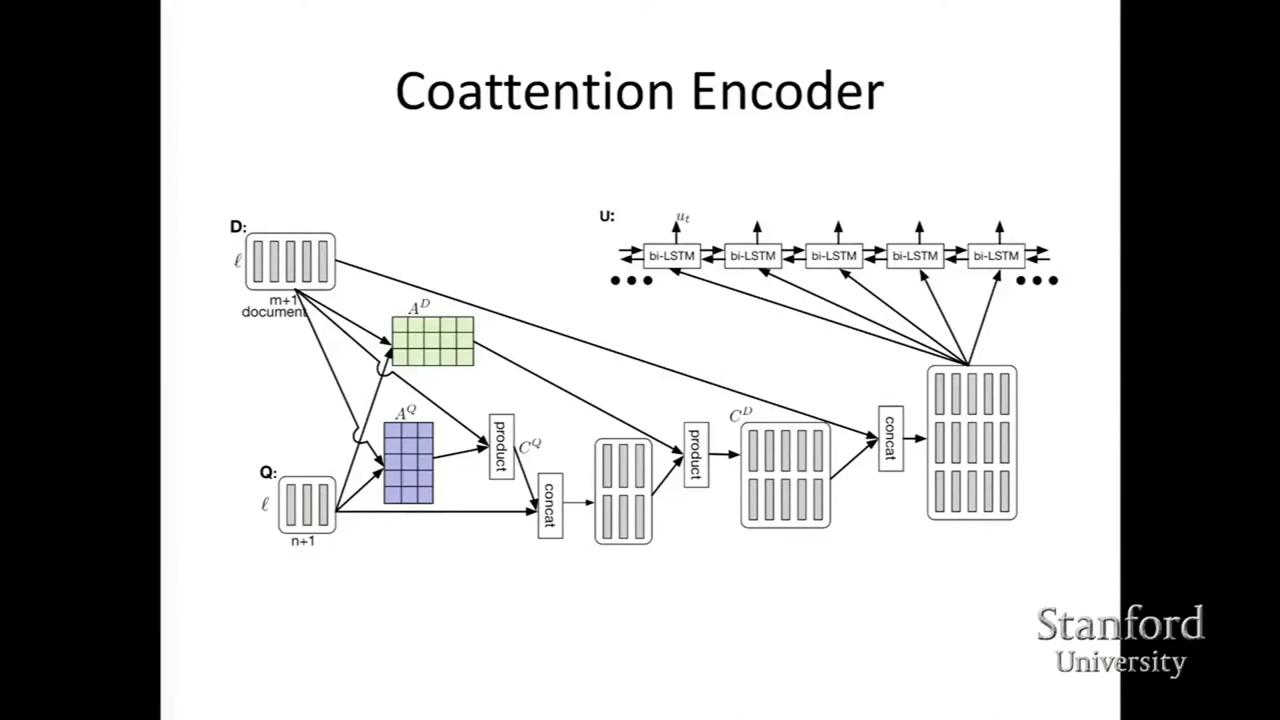 Coattention Encoder
D:
ℓ
m+1
document
A^D
A^Q
Q:
ℓ
n+1
product
C^Q
concat
product
C^D
concat
U:
u_t
bi-LSTM
bi-LSTM
bi-LSTM
bi-LSTM
bi-LSTM
Stanford
University